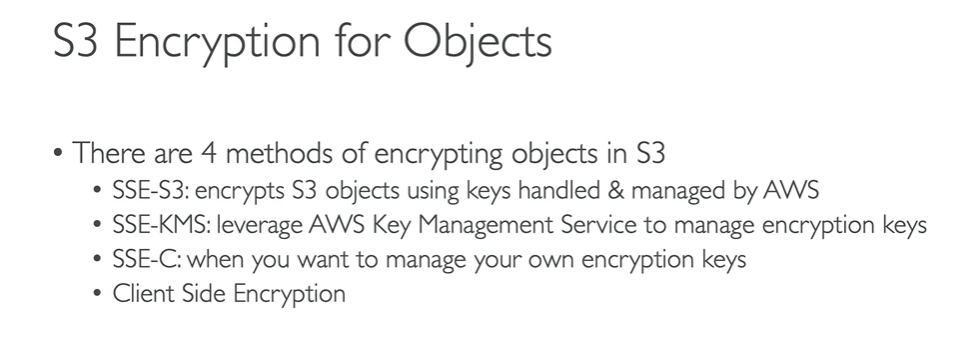 S3 Encryption for Objects
• There are 4 methods of encrypting objects in S3
• SSE-S3: encrypts S3 objects using keys handled & managed by AWS
• SSE-KMS: leverage AWS Key Management Service to manage encryption keys
• SSE-C: when you want to manage your own encryption keys
• Client Side Encryption